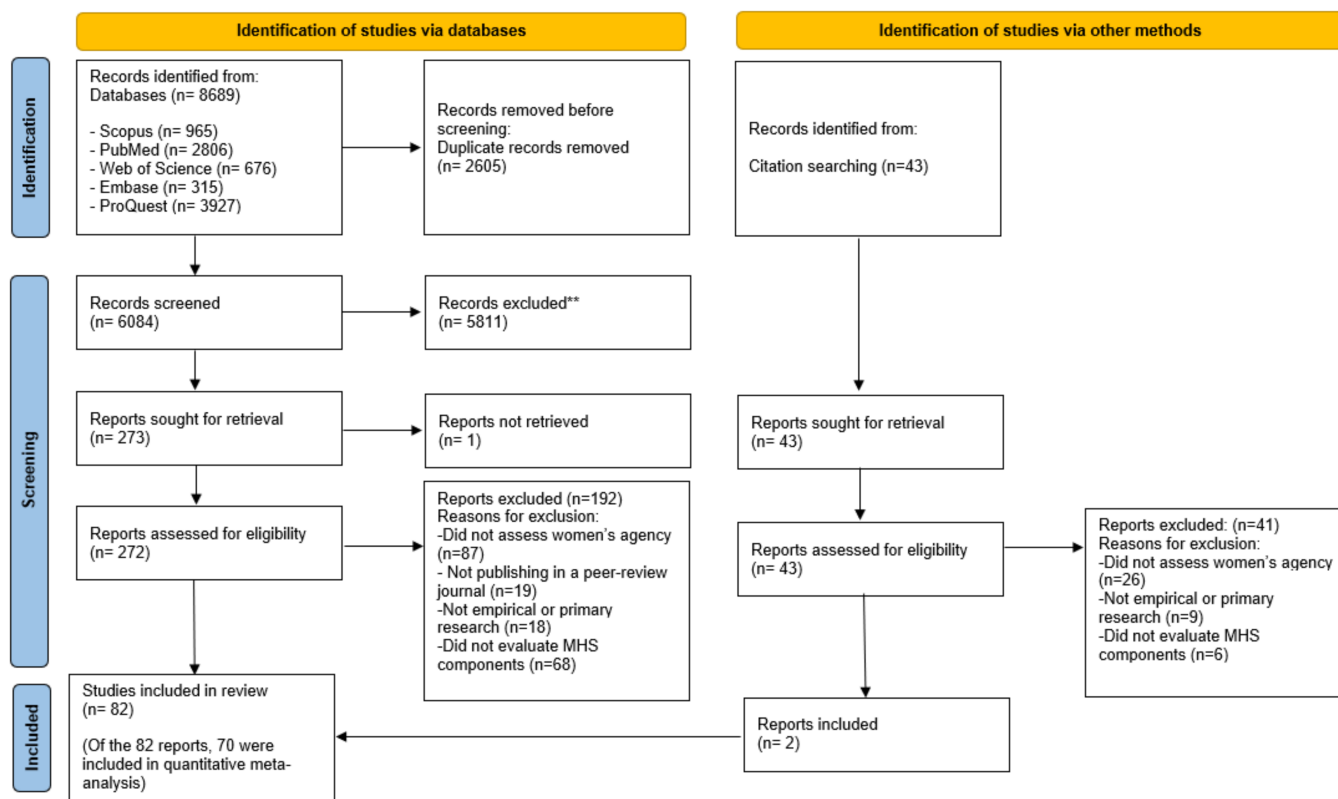 Identification of studies via databases
Identification of studies via other methods
Identification
Records identified from:
Databases (n= 8689)
- Scopus (n= 965)
- PubMed (n= 2806)
- Web of Science (n= 676)
- Embase (n= 315)
- ProQuest (n= 3927)
Records removed before
screening:
Duplicate records removed
(n= 2605)
Records identified from:
Citation searching (n=43)
Screening
Records screened
(n= 6084)
Records excluded**
(n= 5811)
Reports sought for retrieval
(n= 273)
Reports not retrieved
(n= 1)
Reports sought for retrieval
(n= 43)
Reports assessed for eligibility
(n= 272)
Reports excluded (n=192)
Reasons for exclusion:
-Did not assess women's agency
(n=87)
- Not publishing in a peer-review
journal (n=19)
-Not empirical or primary
research (n=18)
-Did not evaluate MHS
components (n=68)
Reports assessed for eligibility
(n= 43)
Reports excluded: (n=41)
Reasons for exclusion:
-Did not assess women's agency
(n=26)
-Not empirical or primary
research (n=9)
-Did not evaluate MHS
components (n=6)
Included
Studies included in review
(n= 82)
(Of the 82 reports, 70 were
included in quantitative meta-
analysis)
Reports included
(n= 2)